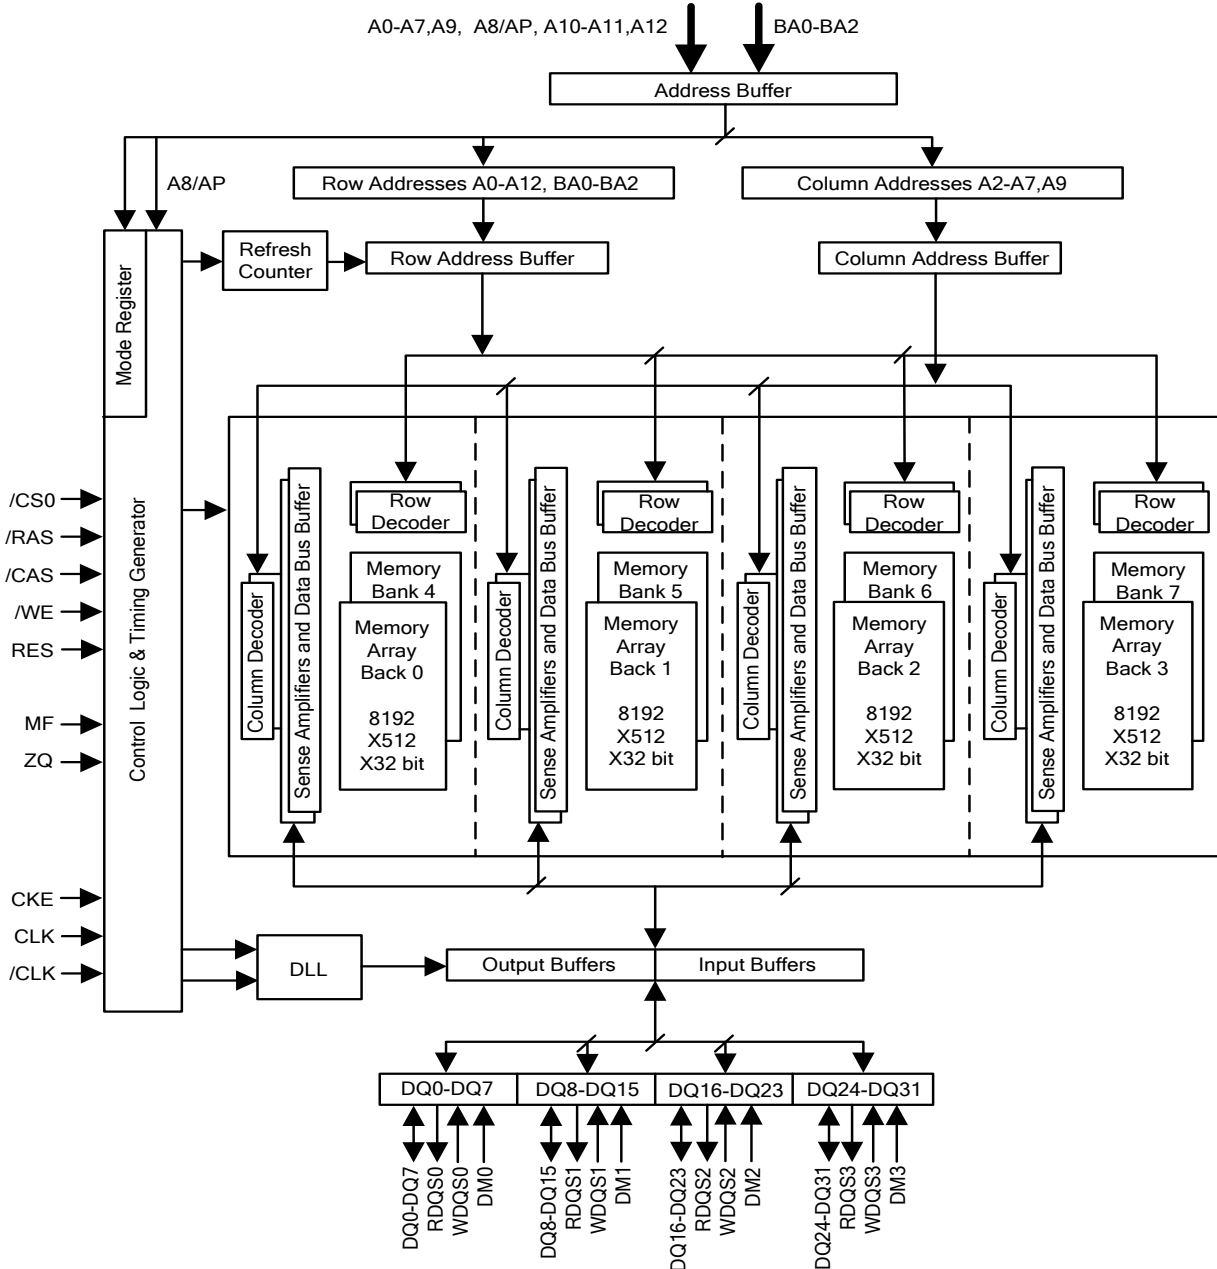 A0-A7,A9, A8/AP, A10-A11,A12
BA0-BA2
Address Buffer
A8/AP
Row Addresses A0-A12, BA0-BA2
Column Addresses A2-A7,A9
Mode Register
Refresh
Counter
Row Address Buffer
Column Address Buffer
Control Logic & Timing Generator
/CS0
/RAS
/CAS
/WE
RES
MF
ZQ
CKE
CLK
/CLK
Column Decoder
Sense Amplifiers and Data Bus Buffer
Row
Decoder
Memory
Bank 4
Memory
Array
Back 0
8192
X512
X32 bit
Column Decoder
Sense Amplifiers and Data Bus Buffer
Row
Decoder
Memory
Bank 5
Memory
Array
Back 1
8192
X512
X32 bit
Column Decoder
Sense Amplifiers and Data Bus Buffer
Row
Decoder
Memory
Bank 6
Memory
Array
Back 2
8192
X512
X32 bit
Column Decoder
Sense Amplifiers and Data Bus Buffer
Row
Decoder
Memory
Bank 7
Memory
Array
Back 3
8192
X512
X32 bit
DLL
Output Buffers
Input Buffers
DQ0-DQ7
DQ8-DQ15
DQ16-DQ23
DQ24-DQ31
DQ0-DQ7
RDQS0
WDQS0
DM0
DQ8-DQ15
RDQS1
WDQS1
DM1
DQ16-DQ23
RDQS2
WDQS2
DM2
DQ24-DQ31
RDQS3
WDQS3
DM3